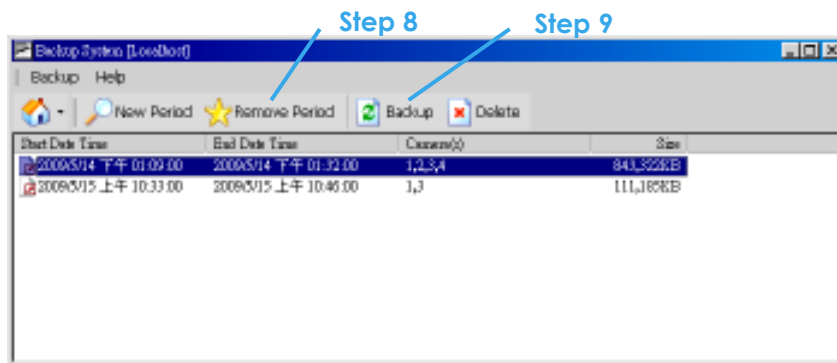 Step 8 Step 9
Backup System [Localhost]
Backup Help
New Period Remove Period Backup Delete
Start Date Time End Date Time Camera(s) Size
2009/5/14 下午 01:09:00 2009/5/14 下午 01:32:00 1,2,3,4 843,322KB
2009/5/15 上午 10:33:00 2009/5/15 上午 10:46:00 1,3 111,185KB